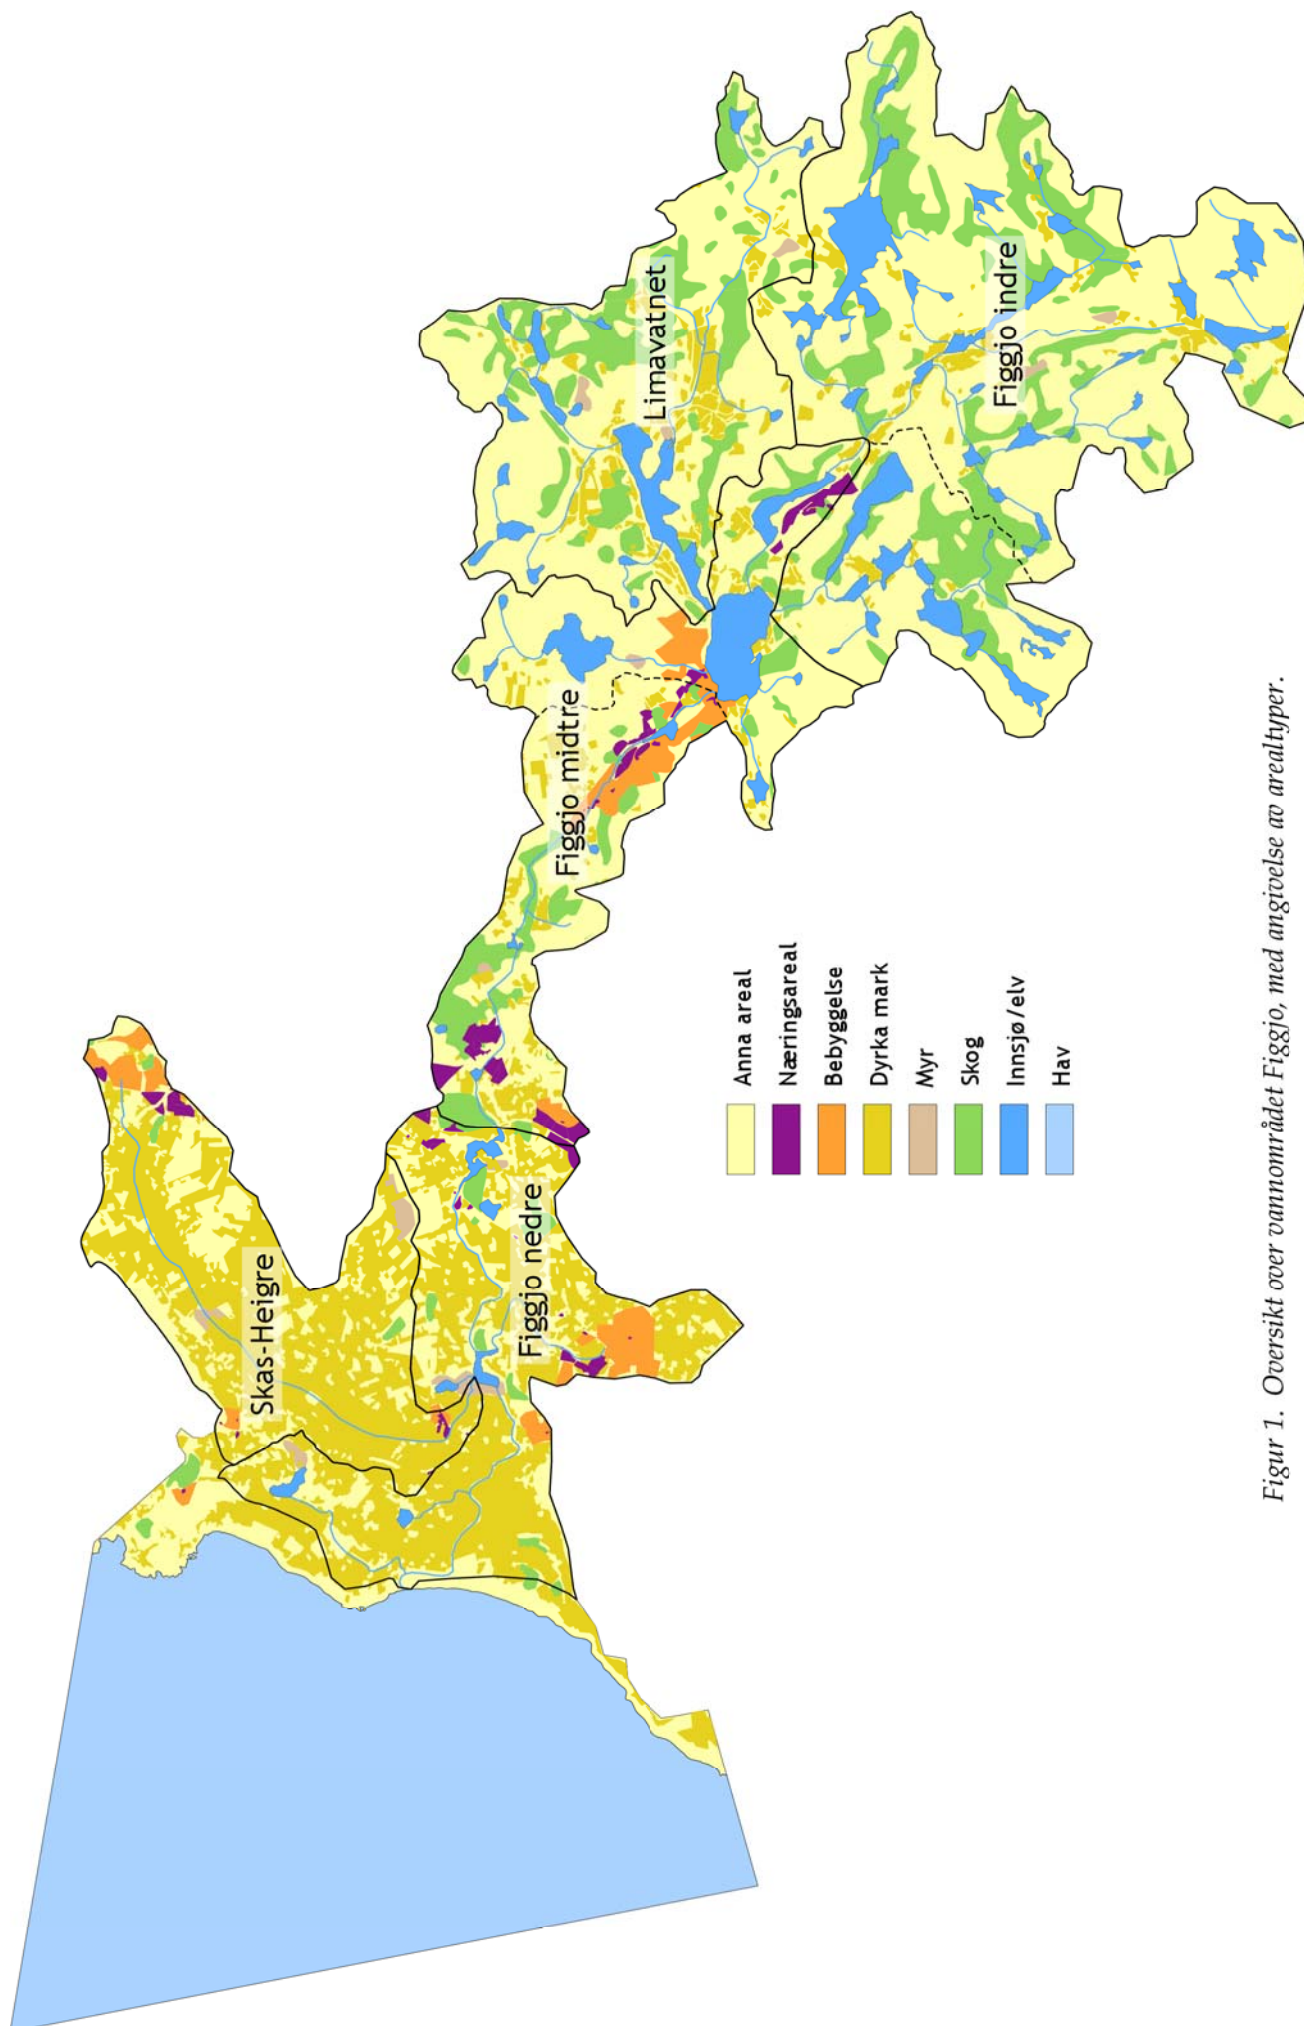 Skas-Heigre
Figgjo nedre
Figgjo midtre
Limavatnet
Figgjo indre
Anna areal
Næringsareal
Bebyggelse
Dyrka mark
Myr
Skog
Innsjø/elv
Hav
Figur 1. Oversikt over vannområdet Figgjo, med angivelse av arealtyper.